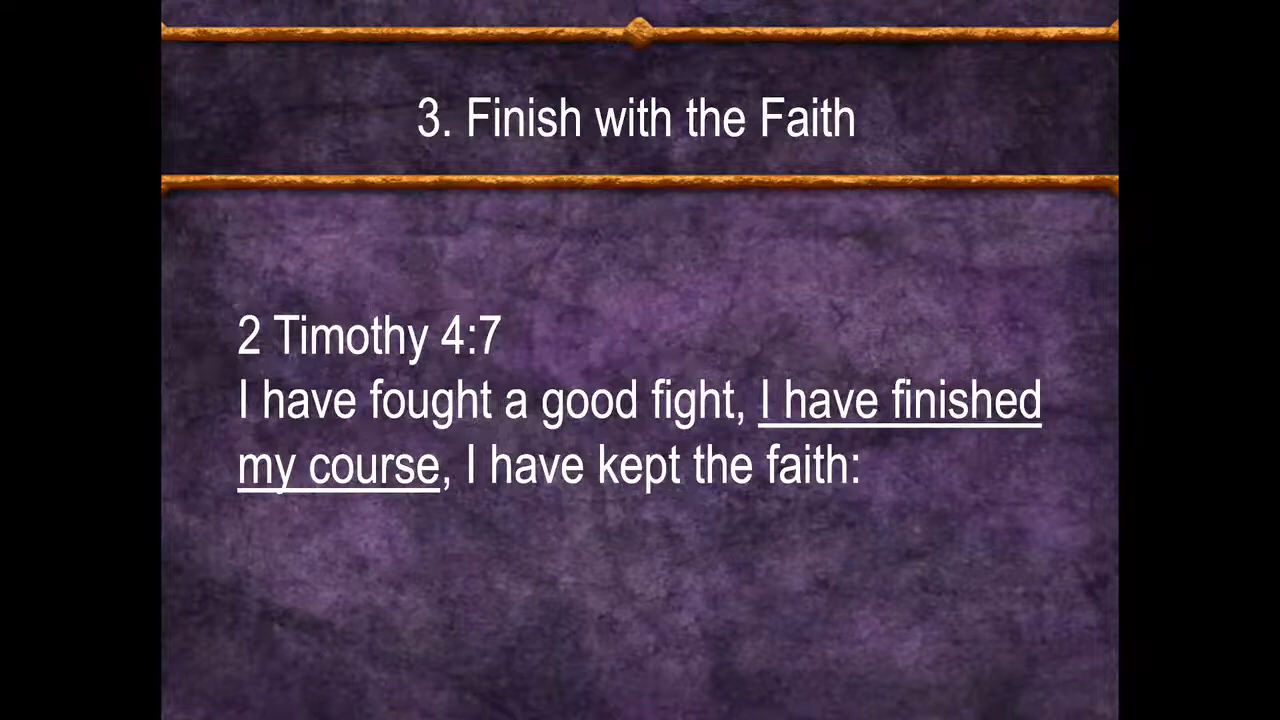 3. Finish with the Faith
2 Timothy 4:7
I have fought a good fight, I have finished
my course, I have kept the faith: